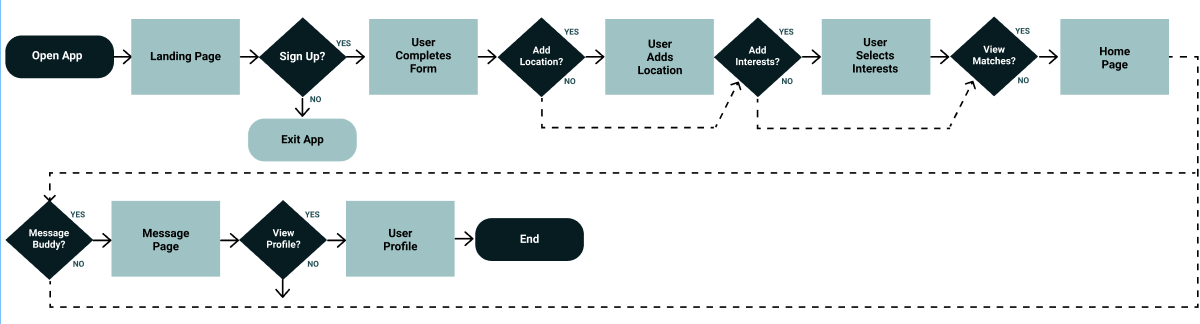 Open App
Landing Page
Sign Up?
YES
NO
Exit App
User
Completes
Form
Add
Location?
YES
NO
User
Adds
Location
Add
Interests?
YES
NO
User
Selects
Interests
View
Matches?
YES
NO
Home
Page
Message
Buddy?
YES
NO
Message
Page
View
Profile?
YES
NO
User
Profile
End